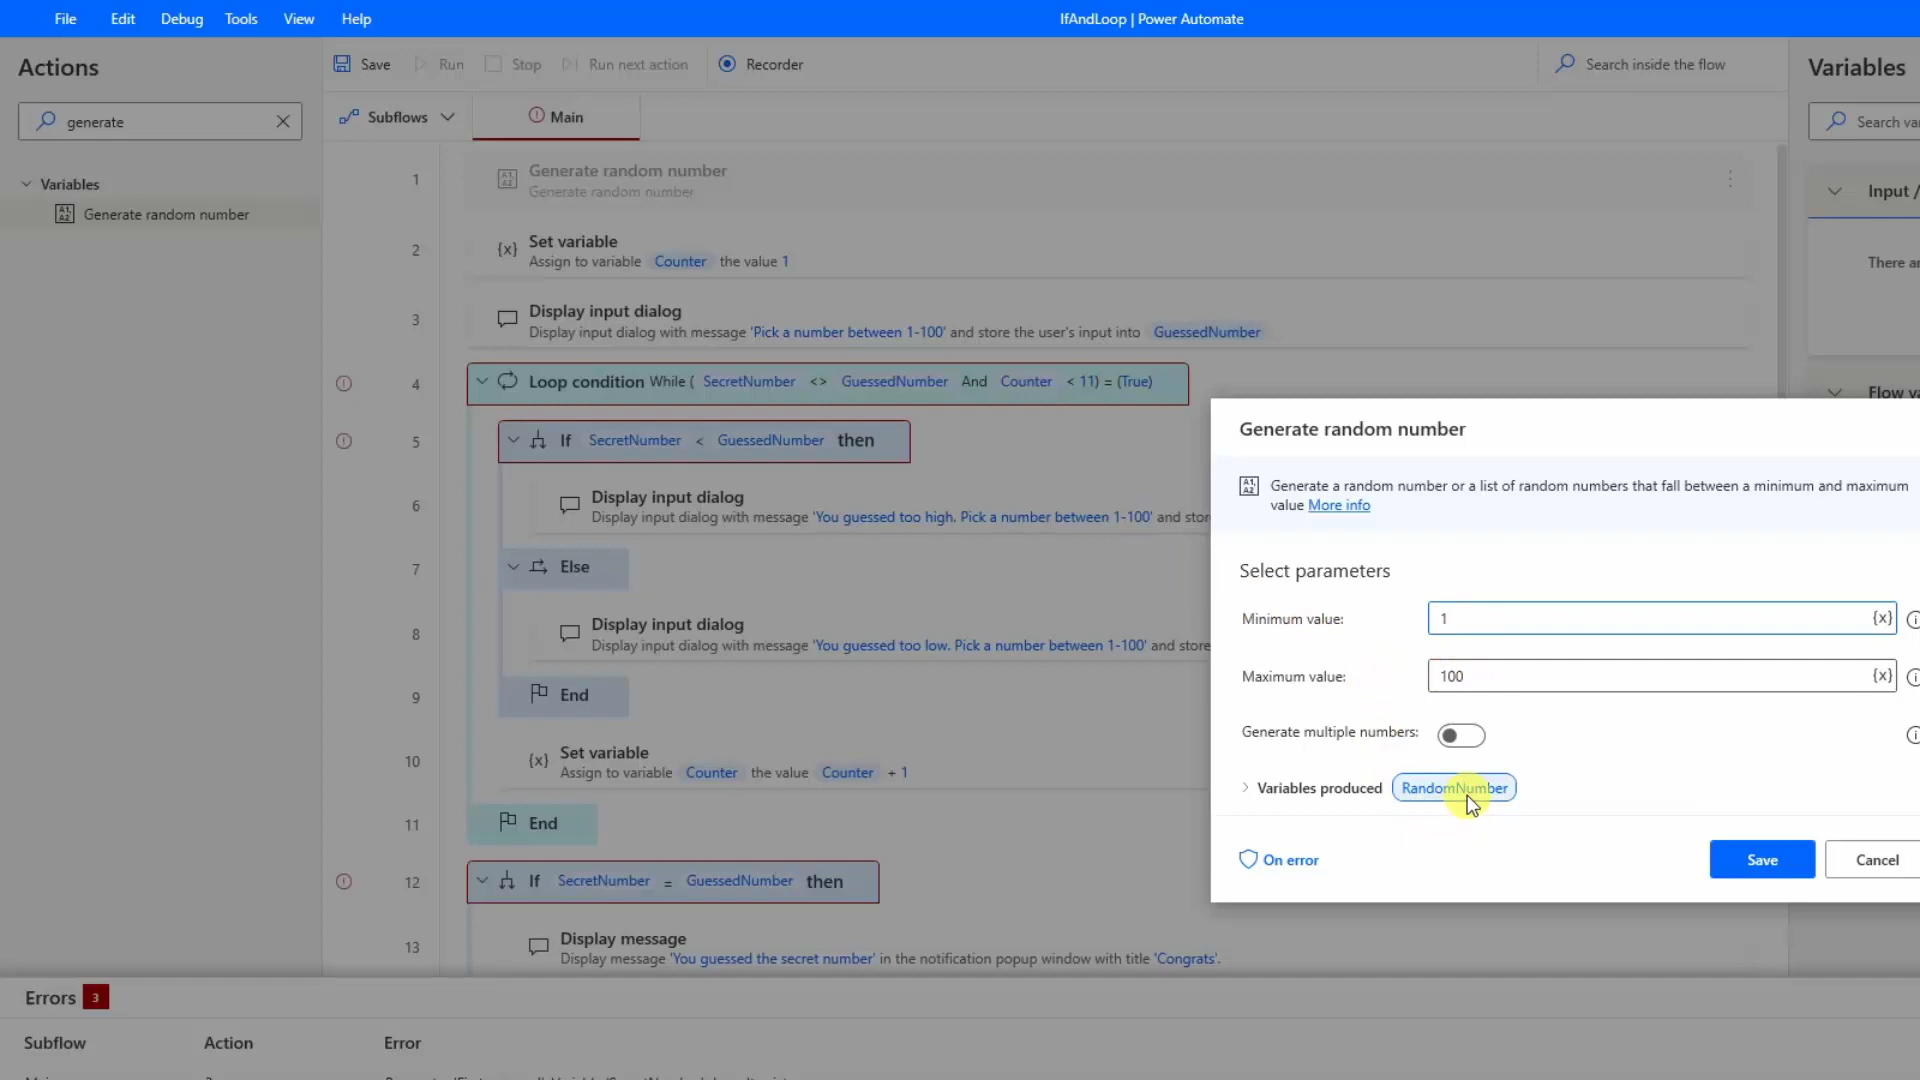 File Edit Debug Tools View Help
IfAndLoop | Power Automate
Actions
generate
Variables
Generate random number
Save Run Stop Run next action Recorder
Search inside the flow
Subflows Main
1 Generate random number
Generate random number
2 {x} Set variable
Assign to variable Counter the value 1
3 Display input dialog
Display input dialog with message 'Pick a number between 1-100' and store the user's input into GuessedNumber
4 Loop condition While ( SecretNumber <> GuessedNumber And Counter < 11) = (True)
5 If SecretNumber < GuessedNumber then
6 Display input dialog
Display input dialog with message 'You guessed too high. Pick a number between 1-100' and stor
7 Else
8 Display input dialog
Display input dialog with message 'You guessed too low. Pick a number between 1-100' and store
9 End
10 {x} Set variable
Assign to variable Counter the value Counter + 1
11 End
12 If SecretNumber = GuessedNumber then
13 Display message
Display message 'You guessed the secret number' in the notification popup window with title 'Congrats'.
Variables
Search var
Input /
There ar
Flow va
Generate random number
Generate a random number or a list of random numbers that fall between a minimum and maximum
value More info
Select parameters
Minimum value: 1 {x}
Maximum value: 100 {x}
Generate multiple numbers:
Variables produced RandomNumber
On error
Save Cancel
Errors 3
Subflow Action Error